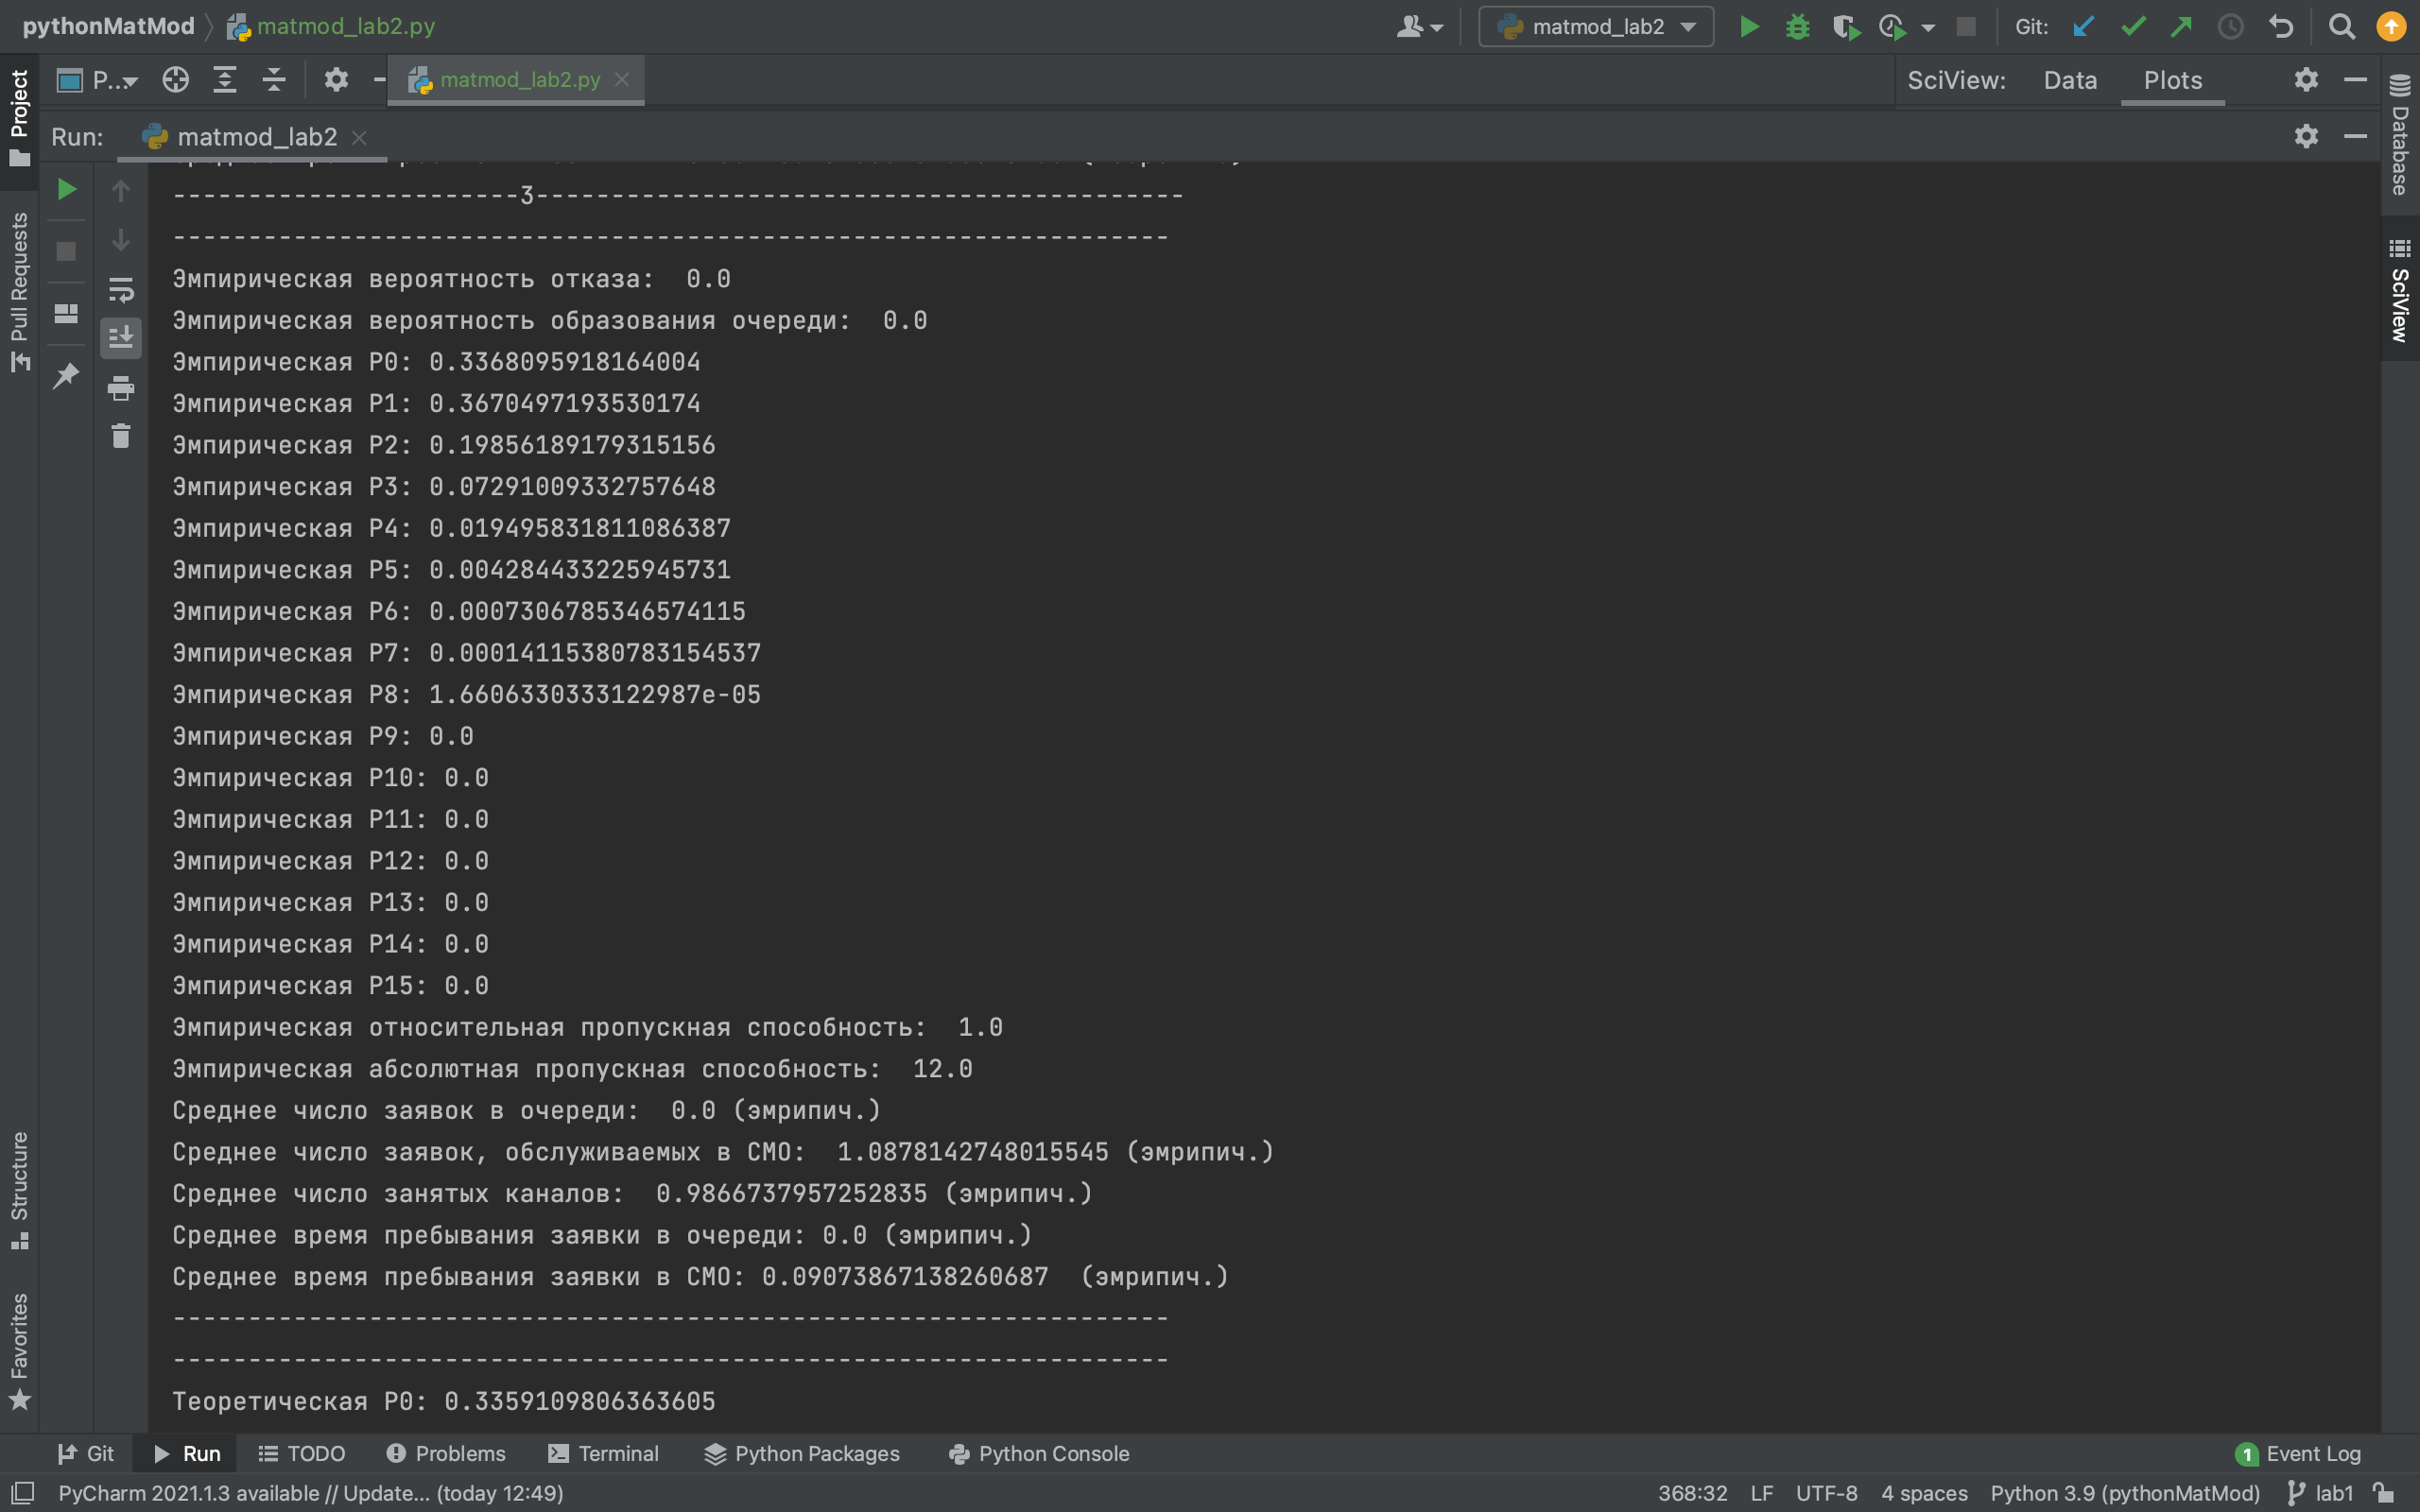 pythonMatMod matmod_lab2.py matmod_lab2 Git:
P... matmod_lab2.py SciView: Data Plots
Run: matmod_lab2
-----------------------3-------------------------------------------
------------------------------------------------------------------
Эмпирическая вероятность отказа:  0.0
Эмпирическая вероятность образования очереди:  0.0
Эмпирическая P0: 0.3368095918164004
Эмпирическая P1: 0.3670497193530174
Эмпирическая P2: 0.19856189179315156
Эмпирическая P3: 0.07291009332757648
Эмпирическая P4: 0.019495831811086387
Эмпирическая P5: 0.004284433225945731
Эмпирическая P6: 0.0007306785346574115
Эмпирическая P7: 0.00014115380783154537
Эмпирическая P8: 1.6606330333122987e-05
Эмпирическая P9: 0.0
Эмпирическая P10: 0.0
Эмпирическая P11: 0.0
Эмпирическая P12: 0.0
Эмпирическая P13: 0.0
Эмпирическая P14: 0.0
Эмпирическая P15: 0.0
Эмпирическая относительная пропускная способность:  1.0
Эмпирическая абсолютная пропускная способность:  12.0
Среднее число заявок в очереди:  0.0 (эмрипич.)
Среднее число заявок, обслуживаемых в СМО:  1.0878142748015545 (эмрипич.)
Среднее число занятых каналов:  0.9866737957252835 (эмрипич.)
Среднее время пребывания заявки в очереди: 0.0 (эмрипич.)
Среднее время пребывания заявки в СМО: 0.09073867138260687  (эмрипич.)
------------------------------------------------------------------
------------------------------------------------------------------
Теоретическая P0: 0.3359109806363605
Project
Pull Requests
Structure
Favorites
Database
SciView
Git Run TODO Problems Terminal Python Packages Python Console 1 Event Log
PyCharm 2021.1.3 available // Update... (today 12:49) 368:32 LF UTF-8 4 spaces Python 3.9 (pythonMatMod) lab1